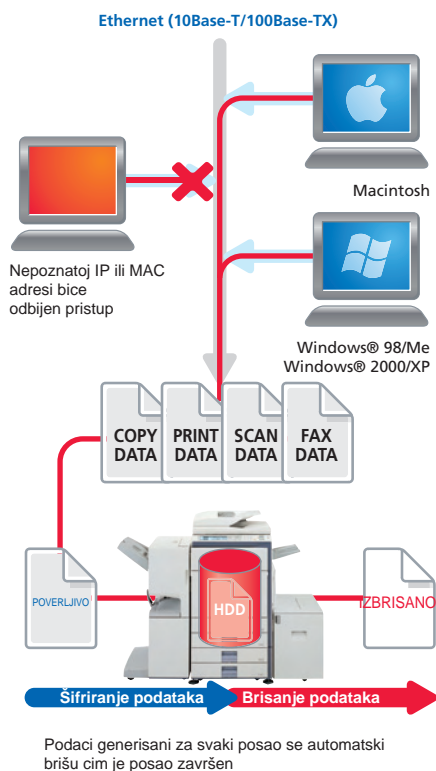 Ethernet (10Base-T/100Base-TX)
Macintosh
Nepoznatoj IP ili MAC
adresi bice
odbijen pristup
Windows® 98/Me
Windows® 2000/XP
COPY
DATA
PRINT
DATA
SCAN
DATA
FAX
DATA
POVERLJIVO
HDD
IZBRISANO
Šifriranje podataka
Brisanje podataka
Podaci generisani za svaki posao se automatski
brišu cim je posao završen